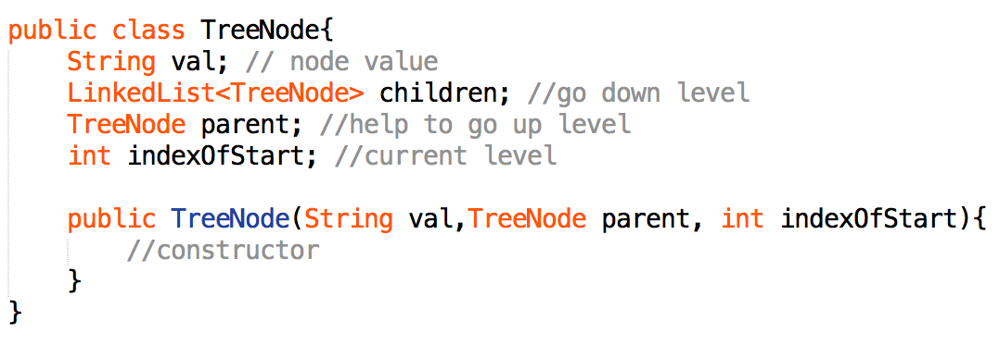 public class TreeNode{
String val; // node value
LinkedList<TreeNode> children; //go down level
TreeNode parent; //help to go up level
int indexOfStart; //current level
public TreeNode(String val,TreeNode parent, int indexOfStart){
//constructor
}
}